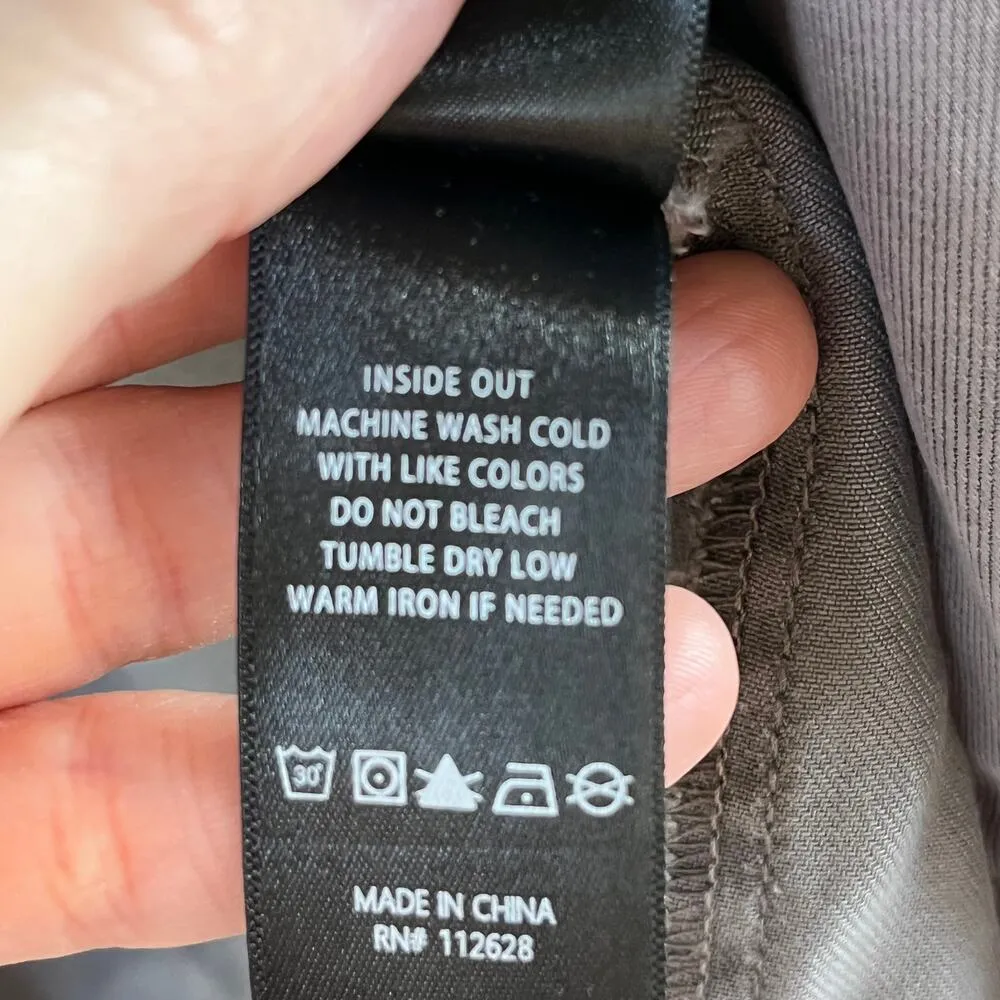 INSIDE OUT
MACHINE WASH COLD
WITH LIKE COLORS
DO NOT BLEACH
TUMBLE DRY LOW
WARM IRON IF NEEDED
30°
MADE IN CHINA
RN# 112628